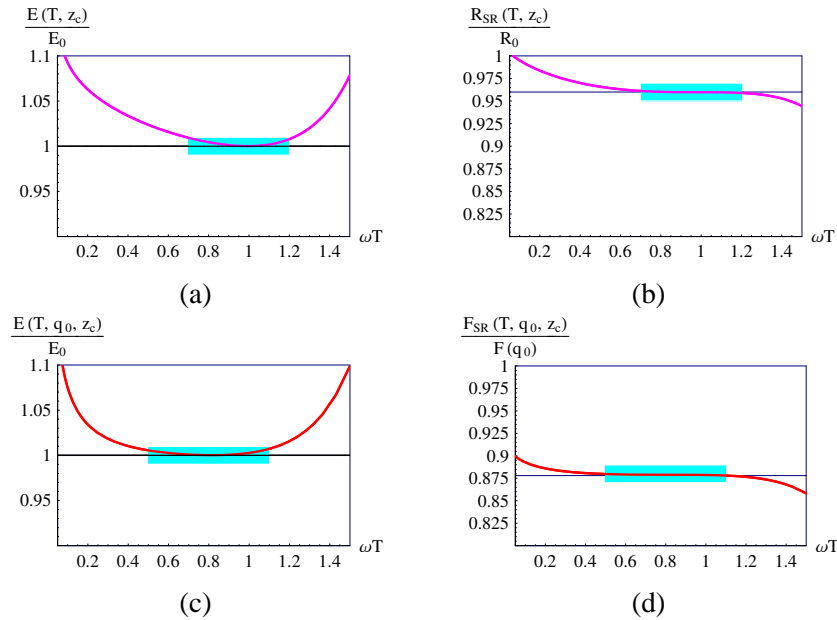 E (T, z_c)
E_0
1.1
1.05
1
0.95
0.2 0.4 0.6 0.8 1 1.2 1.4
ωT
(a)
R_SR (T, z_c)
R_0
1
0.975
0.95
0.925
0.9
0.875
0.85
0.825
0.2 0.4 0.6 0.8 1 1.2 1.4
ωT
(b)
E (T, q_0, z_c)
E_0
1.1
1.05
1
0.95
0.2 0.4 0.6 0.8 1 1.2 1.4
ωT
(c)
F_SR (T, q_0, z_c)
F (q_0)
1
0.975
0.95
0.925
0.9
0.875
0.85
0.825
0.2 0.4 0.6 0.8 1 1.2 1.4
ωT
(d)